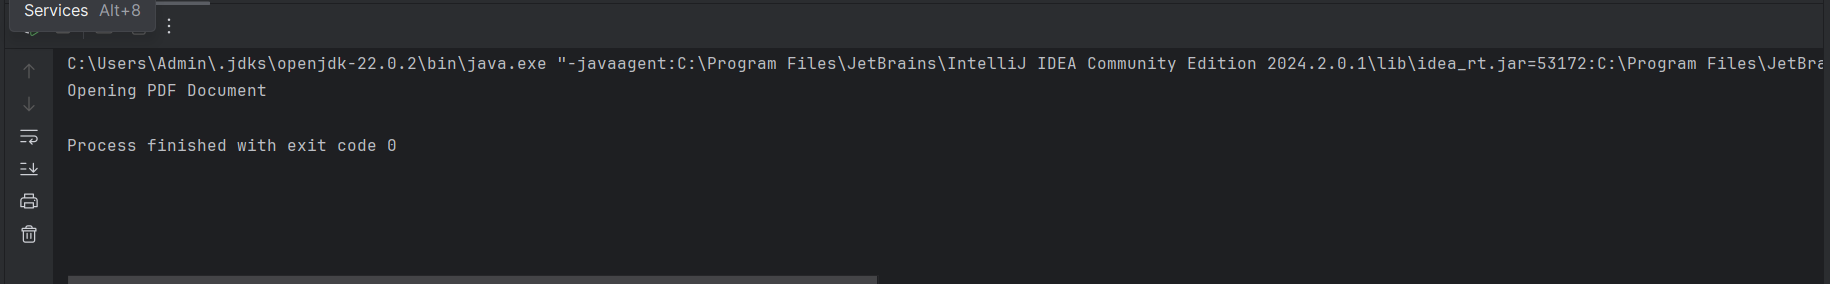 Services Alt+8
C:\Users\Admin\.jdks\openjdk-22.0.2\bin\java.exe "-javaagent:C:\Program Files\JetBrains\IntelliJ IDEA Community Edition 2024.2.0.1\lib\idea_rt.jar=53172:C:\Program Files\JetBra
Opening PDF Document
Process finished with exit code 0